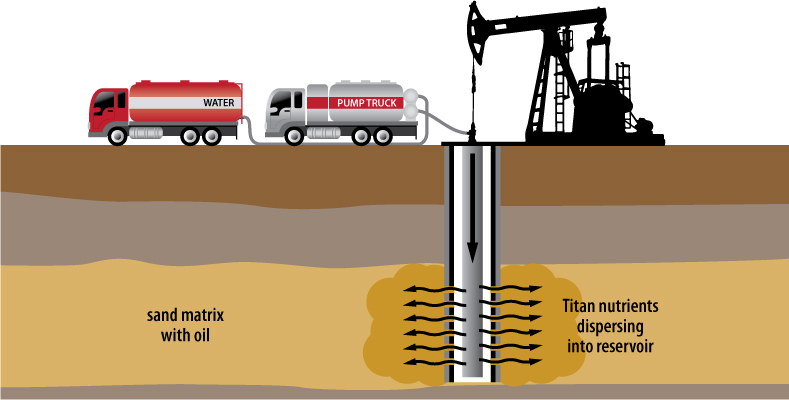 WATER
PUMP TRUCK
sand matrix
with oil
Titan nutrients
dispersing
into reservoir